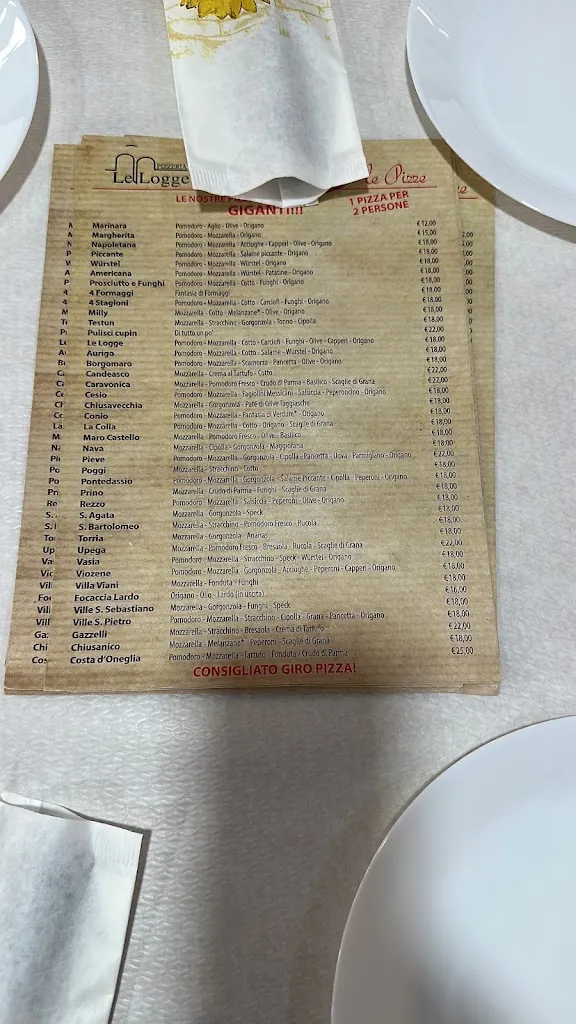 PIZZERIA
Le Logge
le Pizze
LE NOSTRE
GIGANTI!!!
1 PIZZA PER
2 PERSONE
Marinara Pomodoro - Aglio - Olive - Origano €12,00
Margherita Pomodoro - Mozzarella - Origano €15,00
Napoletana Pomodoro - Mozzarella - Acciughe - Capperi - Olive - Origano €18,00
Piccante Pomodoro - Mozzarella - Salame piccante - Origano €18,00
Würstel Pomodoro - Mozzarella - Würstel - Origano €18,00
Americana Pomodoro - Mozzarella - Würstel - Patatine - Origano €18,00
Prosciutto e Funghi Pomodoro - Mozzarella - Cotto - Funghi - Origano €18,00
4 Formaggi Fantasia di Formaggi €18,00
4 Stagioni Pomodoro - Mozzarella - Cotto - Carciofi - Funghi - Origano €18,00
Milly Mozzarella - Cotto - Melanzane* - Olive - Origano €18,00
Testun Mozzarella - Stracchino - Gorgonzola - Tonno - Cipolla €18,00
Pulisci cupin Di tutto un po' €22,00
Le Logge Pomodoro - Mozzarella - Cotto - Carciofi - Funghi - Olive - Capperi - Origano €18,00
Aurigo Pomodoro - Mozzarella - Cotto - Salame - Würstel - Origano €18,00
Borgomaro Pomodoro - Mozzarella - Scamorza - Pancetta - Olive - Origano €18,00
Candeasco Mozzarella - Crema al Tartufo - Cotto €22,00
Caravonica Mozzarella - Pomodoro Fresco - Crudo di Parma - Basilico - Scaglie di Grana €22,00
Cesio Pomodoro - Mozzarella - Fagiolini Messicani - Salsiccia - Peperoncino - Origano €18,00
Chiusavecchia Mozzarella - Gorgonzola - Patè di Olive Taggiasche €18,00
Conio Pomodoro - Mozzarella - Fantasia di Verdure* - Origano €18,00
La Colla Pomodoro - Mozzarella - Cotto - Origano - Scaglie di Grana €18,00
Maro Castello Mozzarella - Pomodoro Fresco - Olive - Basilico €18,00
Nava Mozzarella - Cipolla - Gorgonzola - Maggiorana €18,00
Pieve Pomodoro - Mozzarella - Gorgonzola - Cipolla - Pancetta - Uova - Parmigiano - Origano €22,00
Poggi Mozzarella - Stracchino - Cotto €18,00
Pontedassio Pomodoro - Mozzarella - Gorgonzola - Salame Piccante - Cipolla - Peperoni - Origano €18,00
Prino Mozzarella - Crudo di Parma - Funghi - Scaglie di Grana €18,00
Rezzo Pomodoro - Mozzarella - Salsiccia - Peperoni - Olive - Origano €18,00
S. Agata Mozzarella - Gorgonzola - Speck €18,00
S. Bartolomeo Mozzarella - Stracchino - Pomodoro Fresco - Rucola €18,00
Torria Mozzarella - Gorgonzola - Ananas €18,00
Upega Mozzarella - Pomodoro Fresco - Bresaola - Rucola - Scaglie di Grana €22,00
Vasia Pomodoro - Mozzarella - Stracchino - Speck - Würstel - Origano €18,00
Viozene Pomodoro - Mozzarella - Gorgonzola - Acciughe - Peperoni - Capperi - Origano €18,00
Villa Viani Mozzarella - Fonduta - Funghi €18,00
Focaccia Lardo Origano - Olio - Lardo (in uscita) €16,00
Ville S. Sebastiano Mozzarella - Gorgonzola - Funghi - Speck €18,00
Ville S. Pietro Pomodoro - Mozzarella - Stracchino - Cipolla - Grana - Pancetta - Origano €18,00
Gazzelli Mozzarella - Stracchino - Bresaola - Crema di Tartufo €22,00
Chiusanico Mozzarella - Melanzane* - Peperoni - Scaglie di Grana €18,00
Costa d'Oneglia Pomodoro - Mozzarella - Tartufo - Fonduta - Crudo di Parma €25,00
CONSIGLIATO GIRO PIZZA!